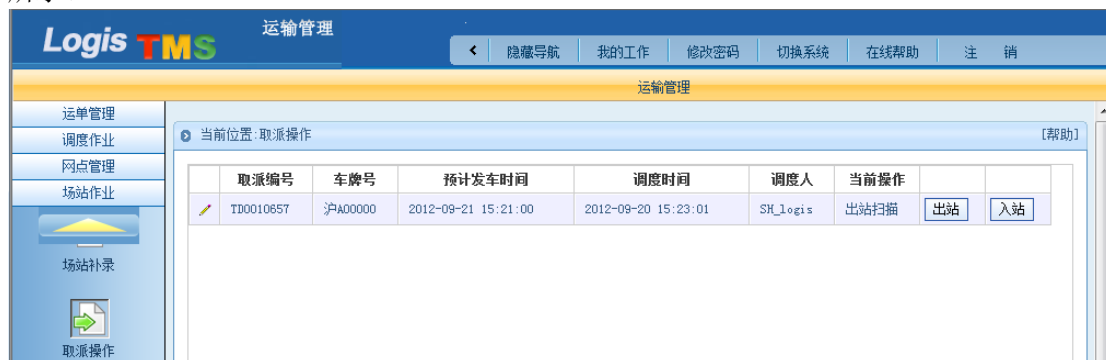 Logis TMS 运输管理
隐藏导航 我的工作 修改密码 切换系统 在线帮助 注 销
运输管理
运单管理
调度作业
网点管理
场站作业
场站补录
取派操作
当前位置:取派操作 [帮助]
取派编号 车牌号 预计发车时间 调度时间 调度人 当前操作
TD0010657 沪A00000 2012-09-21 15:21:00 2012-09-20 15:23:01 SH_logis 出站扫描 出站 入站